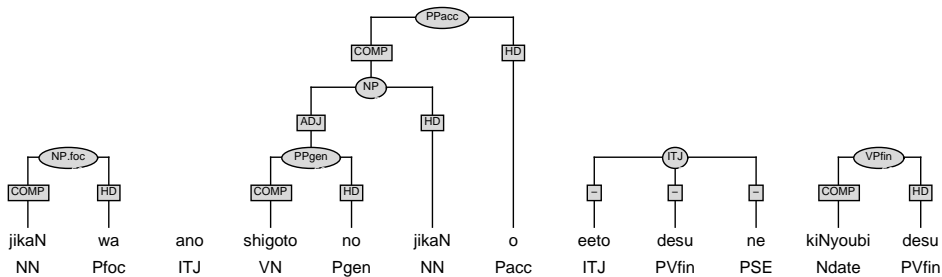 PPacc
COMP HD
NP
ADJ HD
NP.foc PPgen ITJ VPfin
COMP HD COMP HD – – – COMP HD
jikaN wa ano shigoto no jikaN o eeto desu ne kiNyoubi desu
NN Pfoc ITJ VN Pgen NN Pacc ITJ PVfin PSE Ndate PVfin